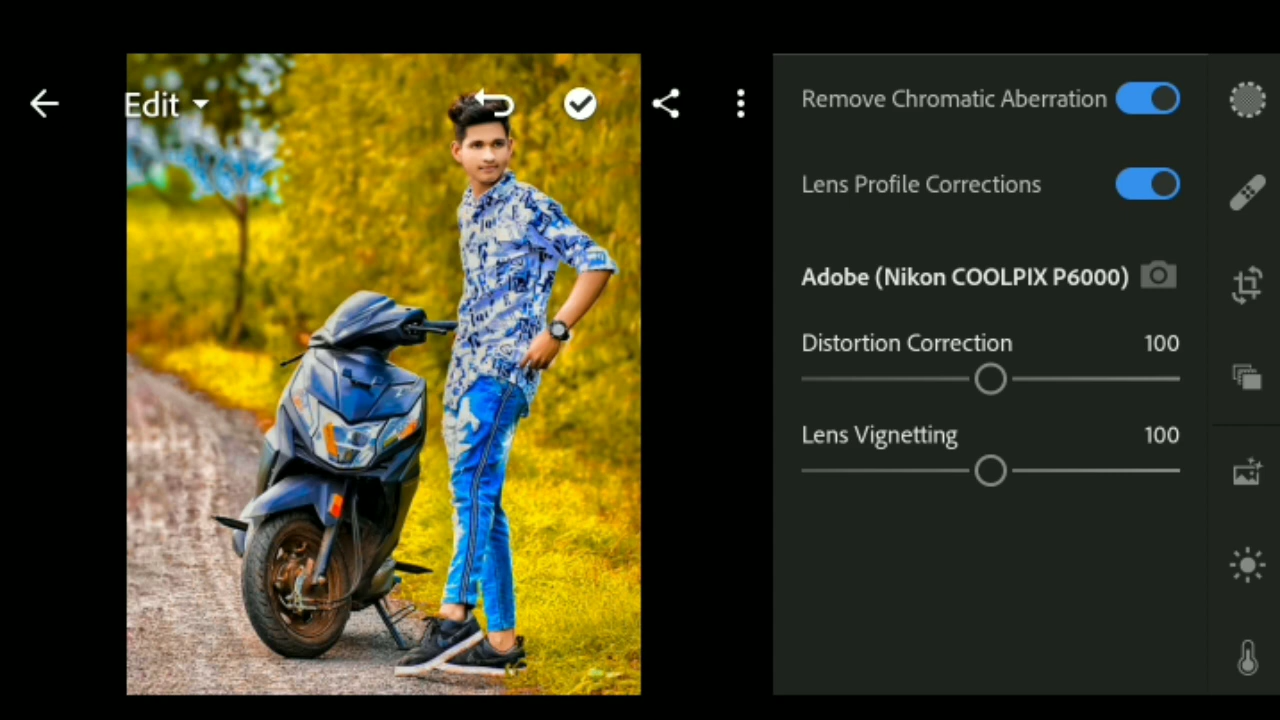 Edit
Remove Chromatic Aberration
Lens Profile Corrections
Adobe (Nikon COOLPIX P6000)
Distortion Correction 100
Lens Vignetting 100